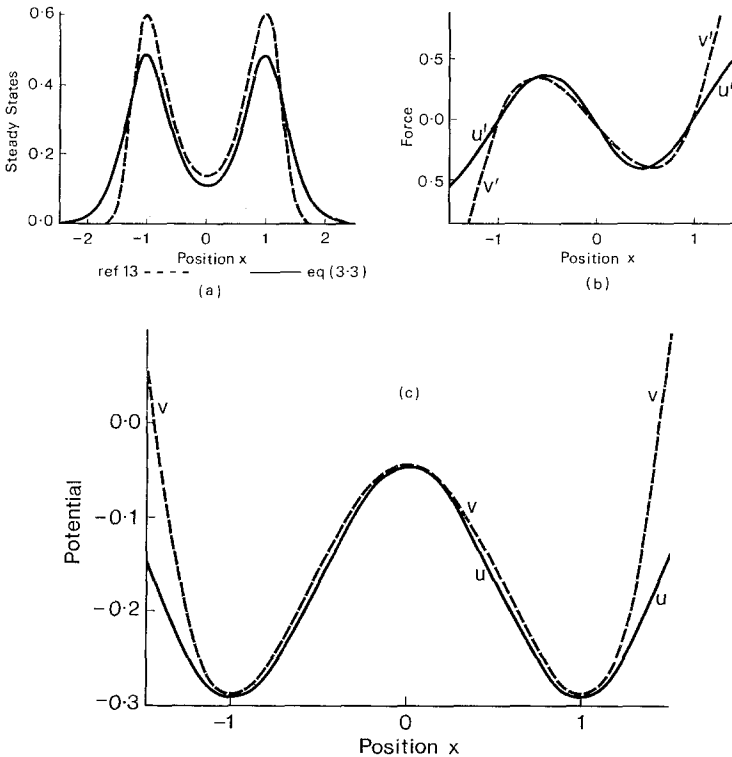 0·6
0·4
0·2
0·0
Steady States
-2 -1 0 1 2
Position x
ref 13 ----- ——— eq (3·3)
(a)
(b)
0·5
0·0
0·5
Force
v'
u'
u'
v'
-1 0 1
Position x
(b)
(c)
0·0
-0·1
-0·2
-0·3
Potential
v
v
v
u
u
-1 0 1
Position x